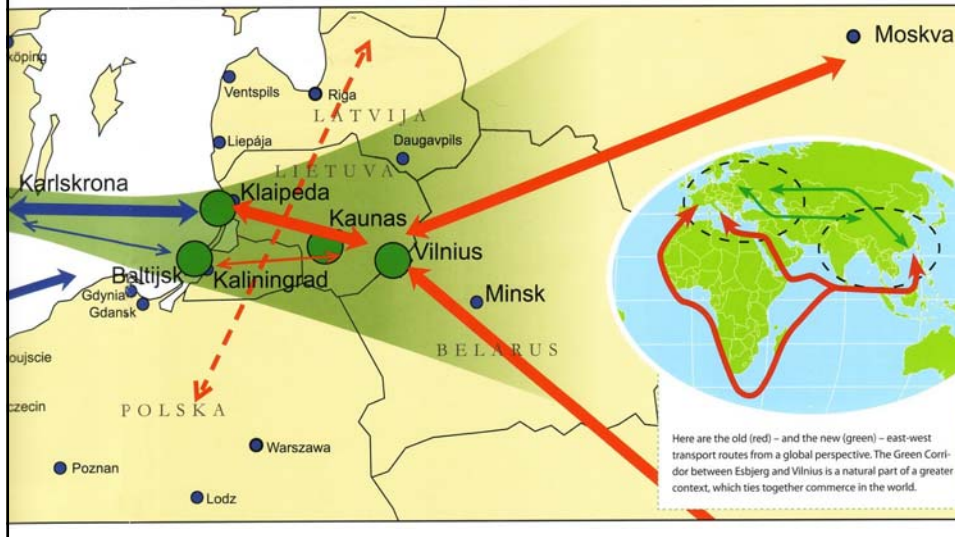 Moskva
köping
Ventspils
Riga
LATVIJA
Liepája
Daugavpils
LIETUVA
Karlskrona
Klaipeda
Kaunas
Vilnius
Baltijsk
Kaliningrad
Gdynia
Gdansk
Minsk
BELARUS
oujscie
czecin
POLSKA
Warszawa
Poznan
Lodz
Here are the old (red) – and the new (green) – east-west
transport routes from a global perspective. The Green Corri-
dor between Esbjerg and Vilnius is a natural part of a greater
context, which ties together commerce in the world.